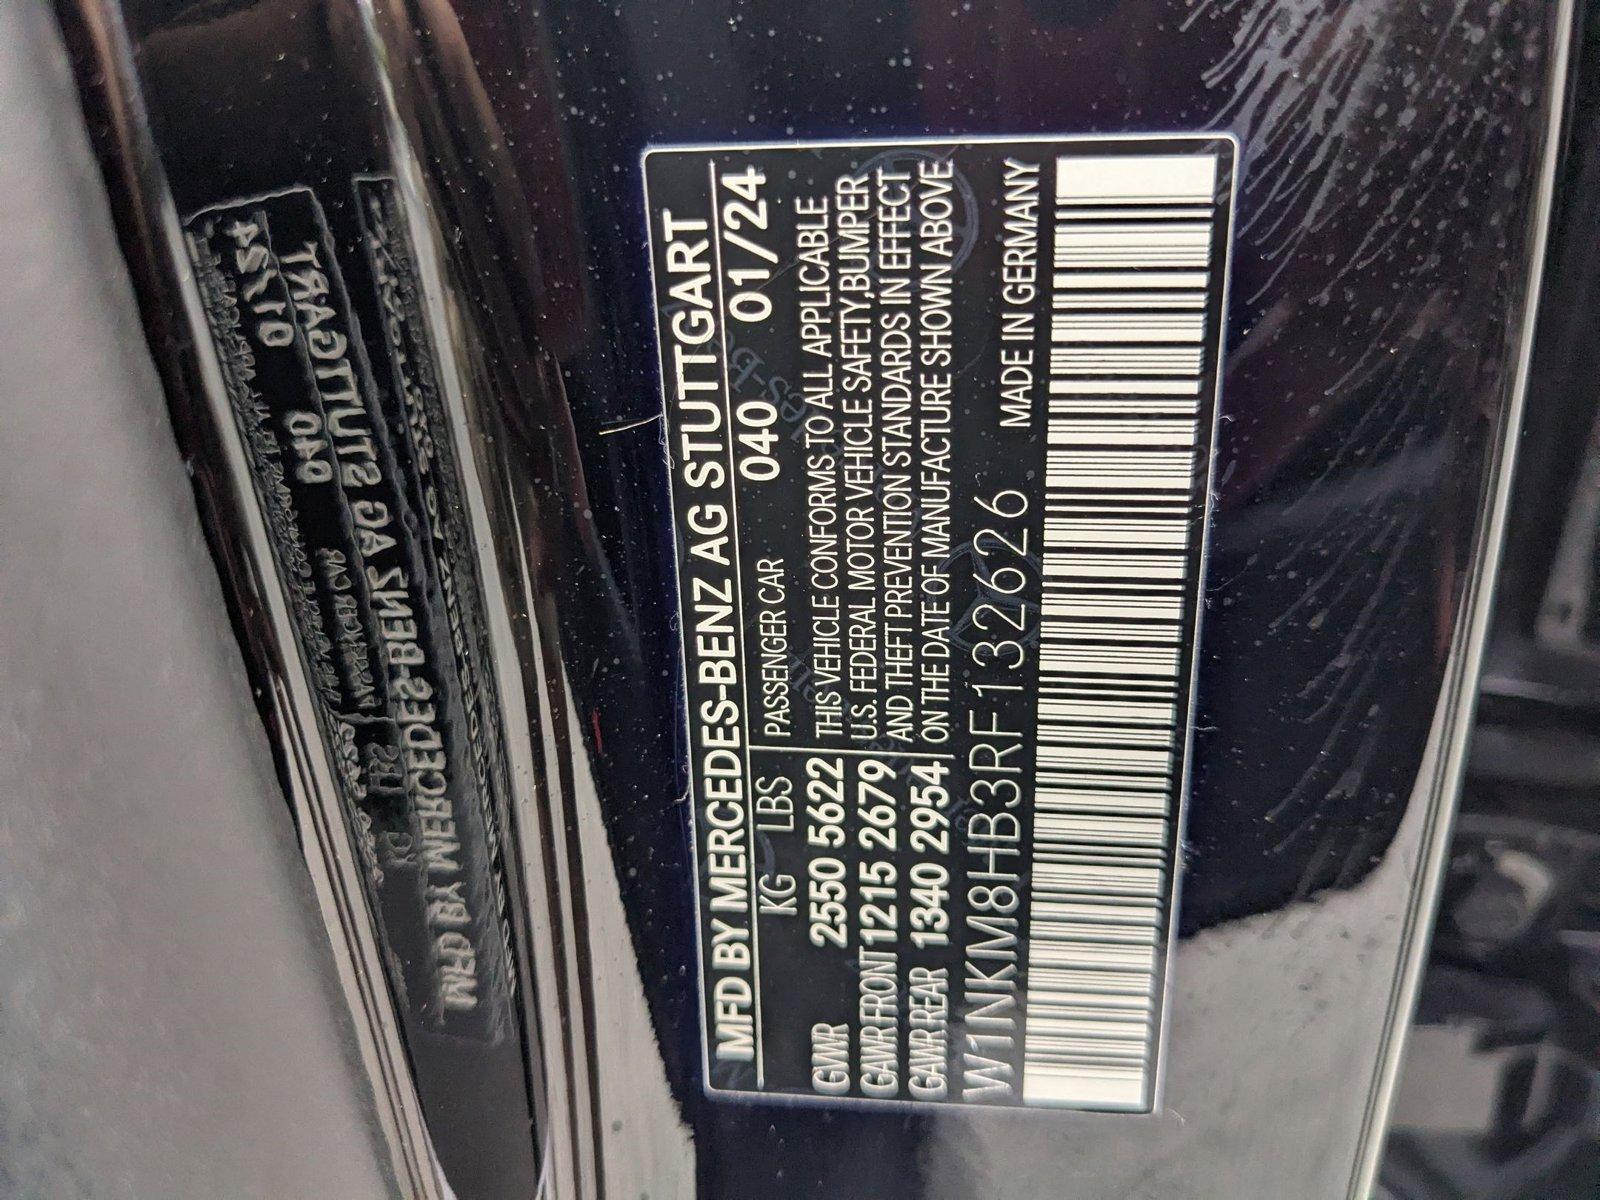 MFD BY MERCEDES-BENZ AG STUTTGART
KG LBS PASSENGER CAR 040 01/24
GWR 2550 5622 THIS VEHICLE CONFORMS TO ALL APPLICABLE
GAWR FRONT 1215 2679 U.S. FEDERAL MOTOR VEHICLE SAFETY,BUMPER
GAWR REAR 1340 2954 AND THEFT PREVENTION STANDARDS IN EFFECT
ON THE DATE OF MANUFACTURE SHOWN ABOVE
W1NKM8HB3RF132626 MADE IN GERMANY